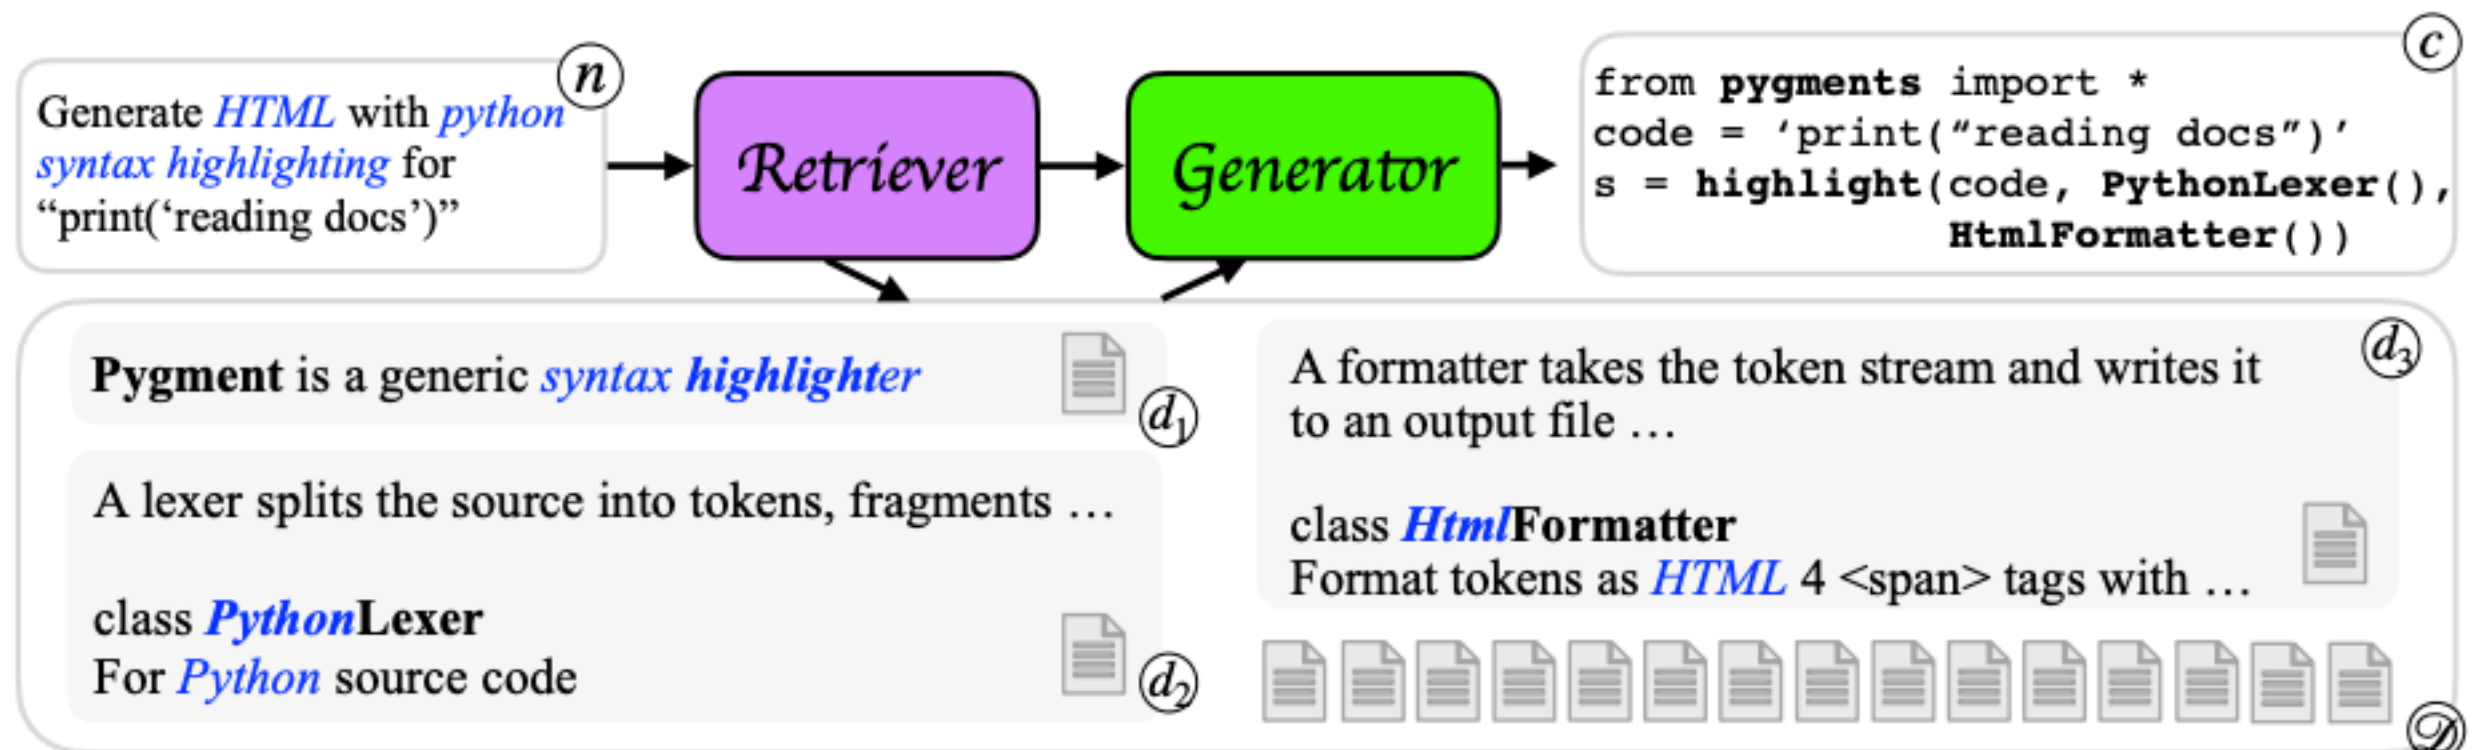 n
Generate HTML with python
syntax highlighting for
“print(‘reading docs’)”
Retriever
Generator
c
from pygments import *
code = ‘print(“reading docs”)’
s = highlight(code, PythonLexer(),
HtmlFormatter())
Pygment is a generic syntax highlighter
d1
A lexer splits the source into tokens, fragments …
class PythonLexer
For Python source code
d2
d3
A formatter takes the token stream and writes it
to an output file …
class HtmlFormatter
Format tokens as HTML 4 <span> tags with …
𝒟